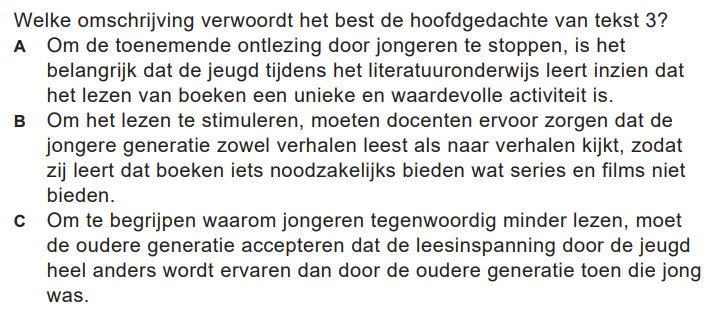 Welke omschrijving verwoordt het best de hoofdgedachte van tekst 3?
A Om de toenemende ontlezing door jongeren te stoppen, is het
belangrijk dat de jeugd tijdens het literatuuronderwijs leert inzien dat
het lezen van boeken een unieke en waardevolle activiteit is.
B Om het lezen te stimuleren, moeten docenten ervoor zorgen dat de
jongere generatie zowel verhalen leest als naar verhalen kijkt, zodat
zij leert dat boeken iets noodzakelijks bieden wat series en films niet
bieden.
C Om te begrijpen waarom jongeren tegenwoordig minder lezen, moet
de oudere generatie accepteren dat de leesinspanning door de jeugd
heel anders wordt ervaren dan door de oudere generatie toen die jong
was.